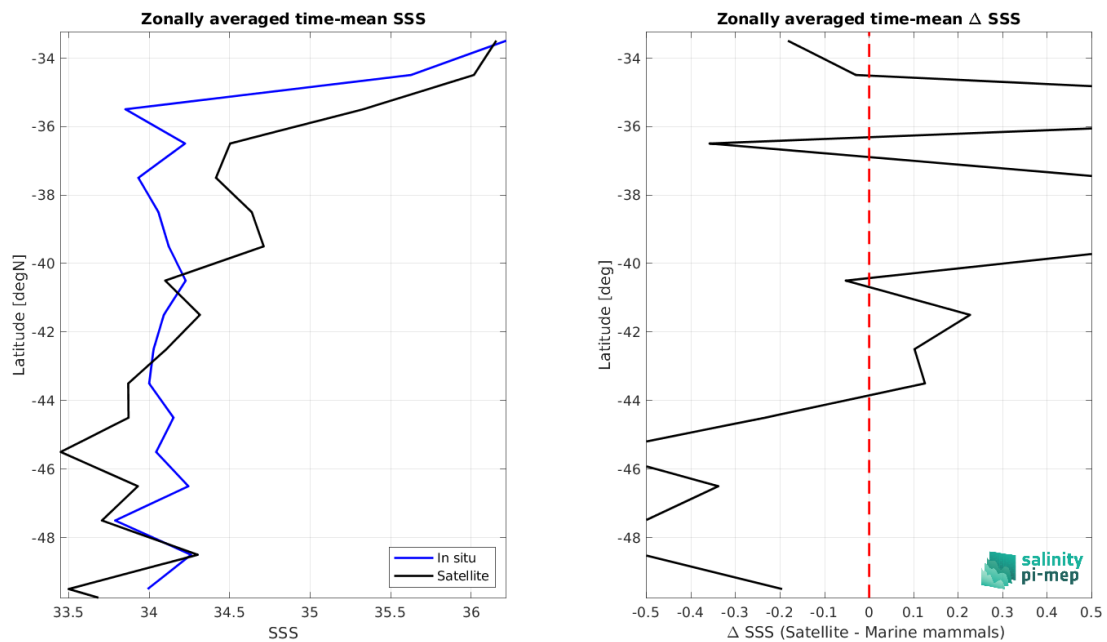 Zonally averaged time-mean SSS
-34
-36
-38
-40
-42
-44
-46
-48
Latitude [degN]
33.5 34 34.5 35 35.5 36
SSS
In situ
Satellite
Zonally averaged time-mean Δ SSS
-34
-36
-38
-40
-42
-44
-46
-48
Latitude [deg]
-0.5 -0.4 -0.3 -0.2 -0.1 0 0.1 0.2 0.3 0.4 0.5
Δ SSS (Satellite - Marine mammals)
salinity
pi-mep